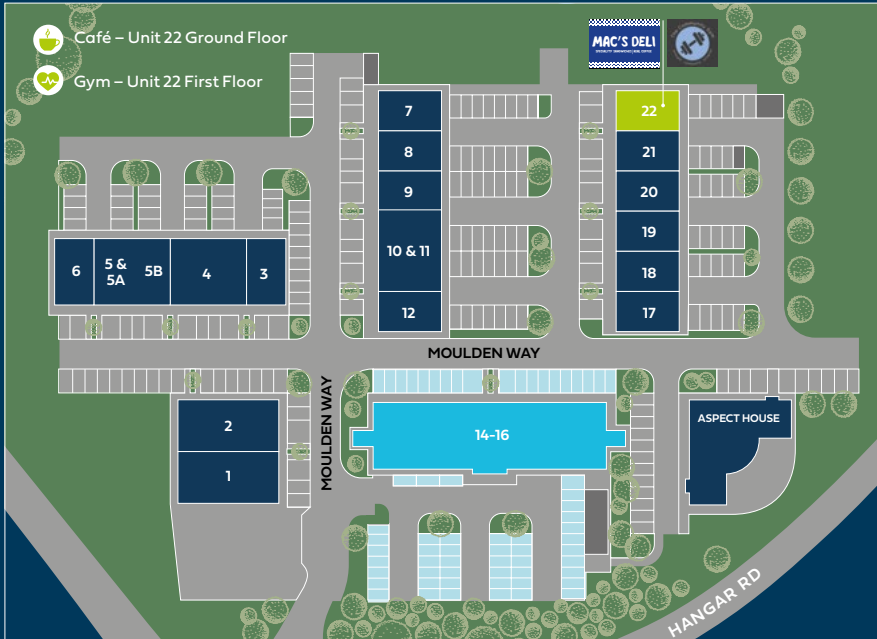 Café – Unit 22 Ground Floor
Gym – Unit 22 First Floor
MAC'S DELI
7
8
9
10 & 11
12
22
21
20
19
18
17
6
5 &
5A
5B
4
3
MOULDEN WAY
MOULDEN WAY
2
1
14-16
ASPECT HOUSE
HANGAR RD